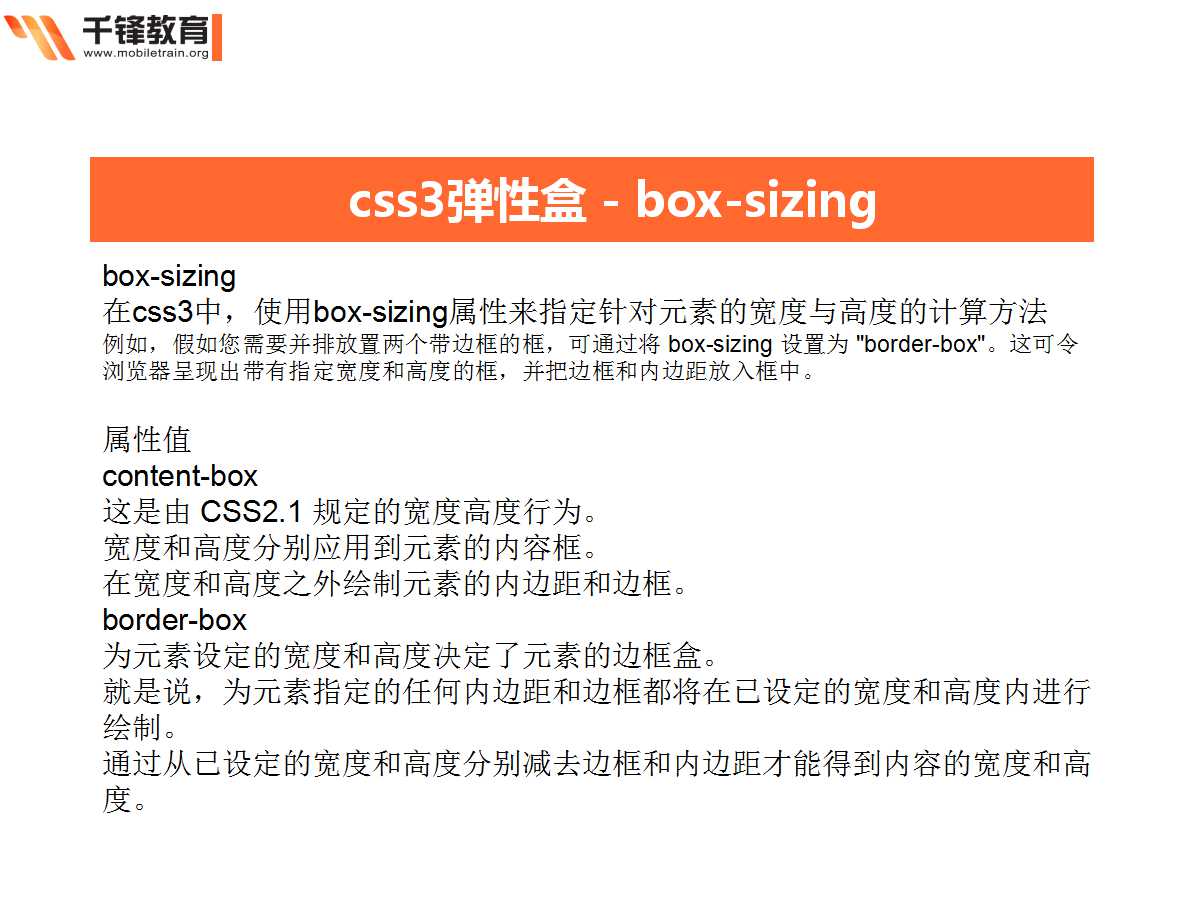 千锋教育
www.mobiletrain.org
css3弹性盒 - box-sizing
box-sizing
在css3中，使用box-sizing属性来指定针对元素的宽度与高度的计算方法
例如，假如您需要并排放置两个带边框的框，可通过将 box-sizing 设置为 "border-box"。这可令
浏览器呈现出带有指定宽度和高度的框，并把边框和内边距放入框中。
属性值
content-box
这是由 CSS2.1 规定的宽度高度行为。
宽度和高度分别应用到元素的内容框。
在宽度和高度之外绘制元素的内边距和边框。
border-box
为元素设定的宽度和高度决定了元素的边框盒。
就是说，为元素指定的任何内边距和边框都将在已设定的宽度和高度内进行
绘制。
通过从已设定的宽度和高度分别减去边框和内边距才能得到内容的宽度和高
度。